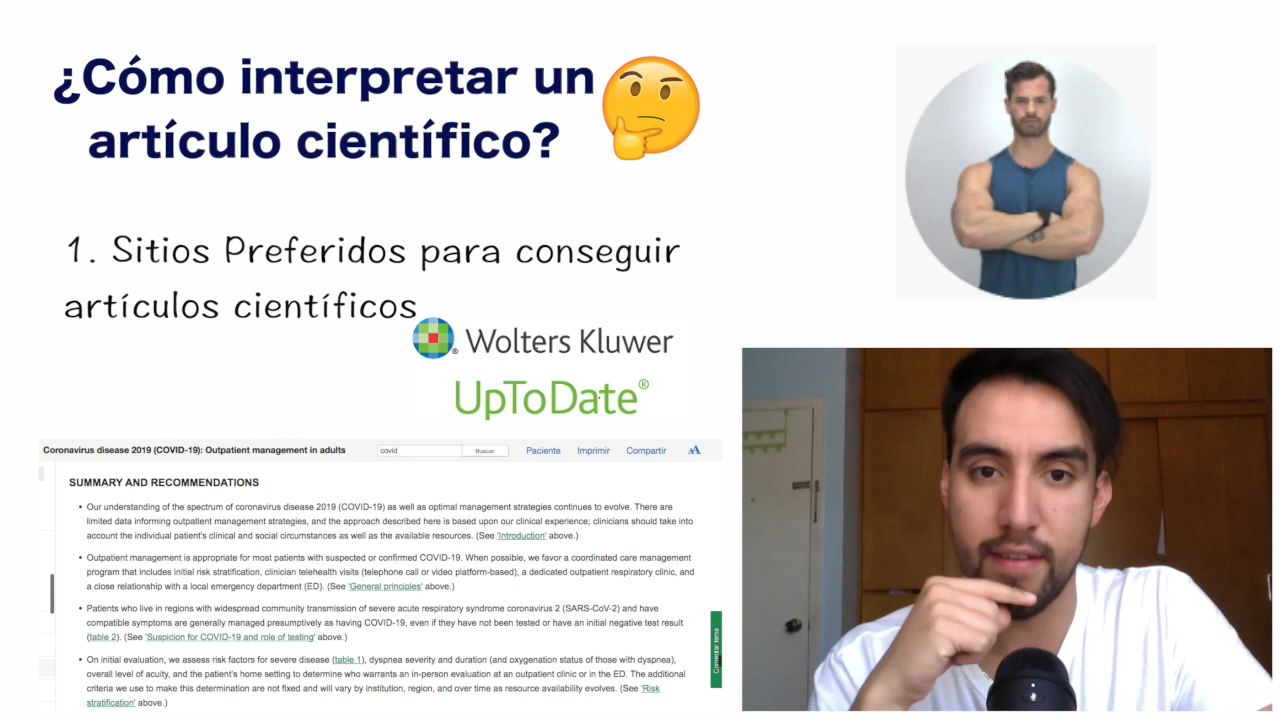 ¿Cómo interpretar un
artículo científico?
1. Sitios Preferidos para conseguir
artículos científicos
Wolters Kluwer
UpToDate®
Coronavirus disease 2019 (COVID-19): Outpatient management in adults
covid
Buscar
Paciente
Imprimir
Compartir
AA
SUMMARY AND RECOMMENDATIONS
• Our understanding of the spectrum of coronavirus disease 2019 (COVID-19) as well as optimal management strategies continues to evolve. There are
limited data informing outpatient management strategies, and the approach described here is based upon our clinical experience; clinicians should take into
account the individual patient's clinical and social circumstances as well as the available resources. (See 'Introduction' above.)
• Outpatient management is appropriate for most patients with suspected or confirmed COVID-19. When possible, we favor a coordinated care management
program that includes initial risk stratification, clinician telehealth visits (telephone call or video platform-based), a dedicated outpatient respiratory clinic, and
a close relationship with a local emergency department (ED). (See 'General principles' above.)
• Patients who live in regions with widespread community transmission of severe acute respiratory syndrome coronavirus 2 (SARS-CoV-2) and have
compatible symptoms are generally managed presumptively as having COVID-19, even if they have not been tested or have an initial negative test result
(table 2). (See 'Suspicion for COVID-19 and role of testing' above.)
• On initial evaluation, we assess risk factors for severe disease (table 1), dyspnea severity and duration (and oxygenation status of those with dyspnea),
overall level of acuity, and the patient's home setting to determine who warrants an in-person evaluation at an outpatient clinic or in the ED. The additional
criteria we use to make this determination are not fixed and will vary by institution, region, and over time as resource availability evolves. (See 'Risk
stratification' above.)
Comentar tema